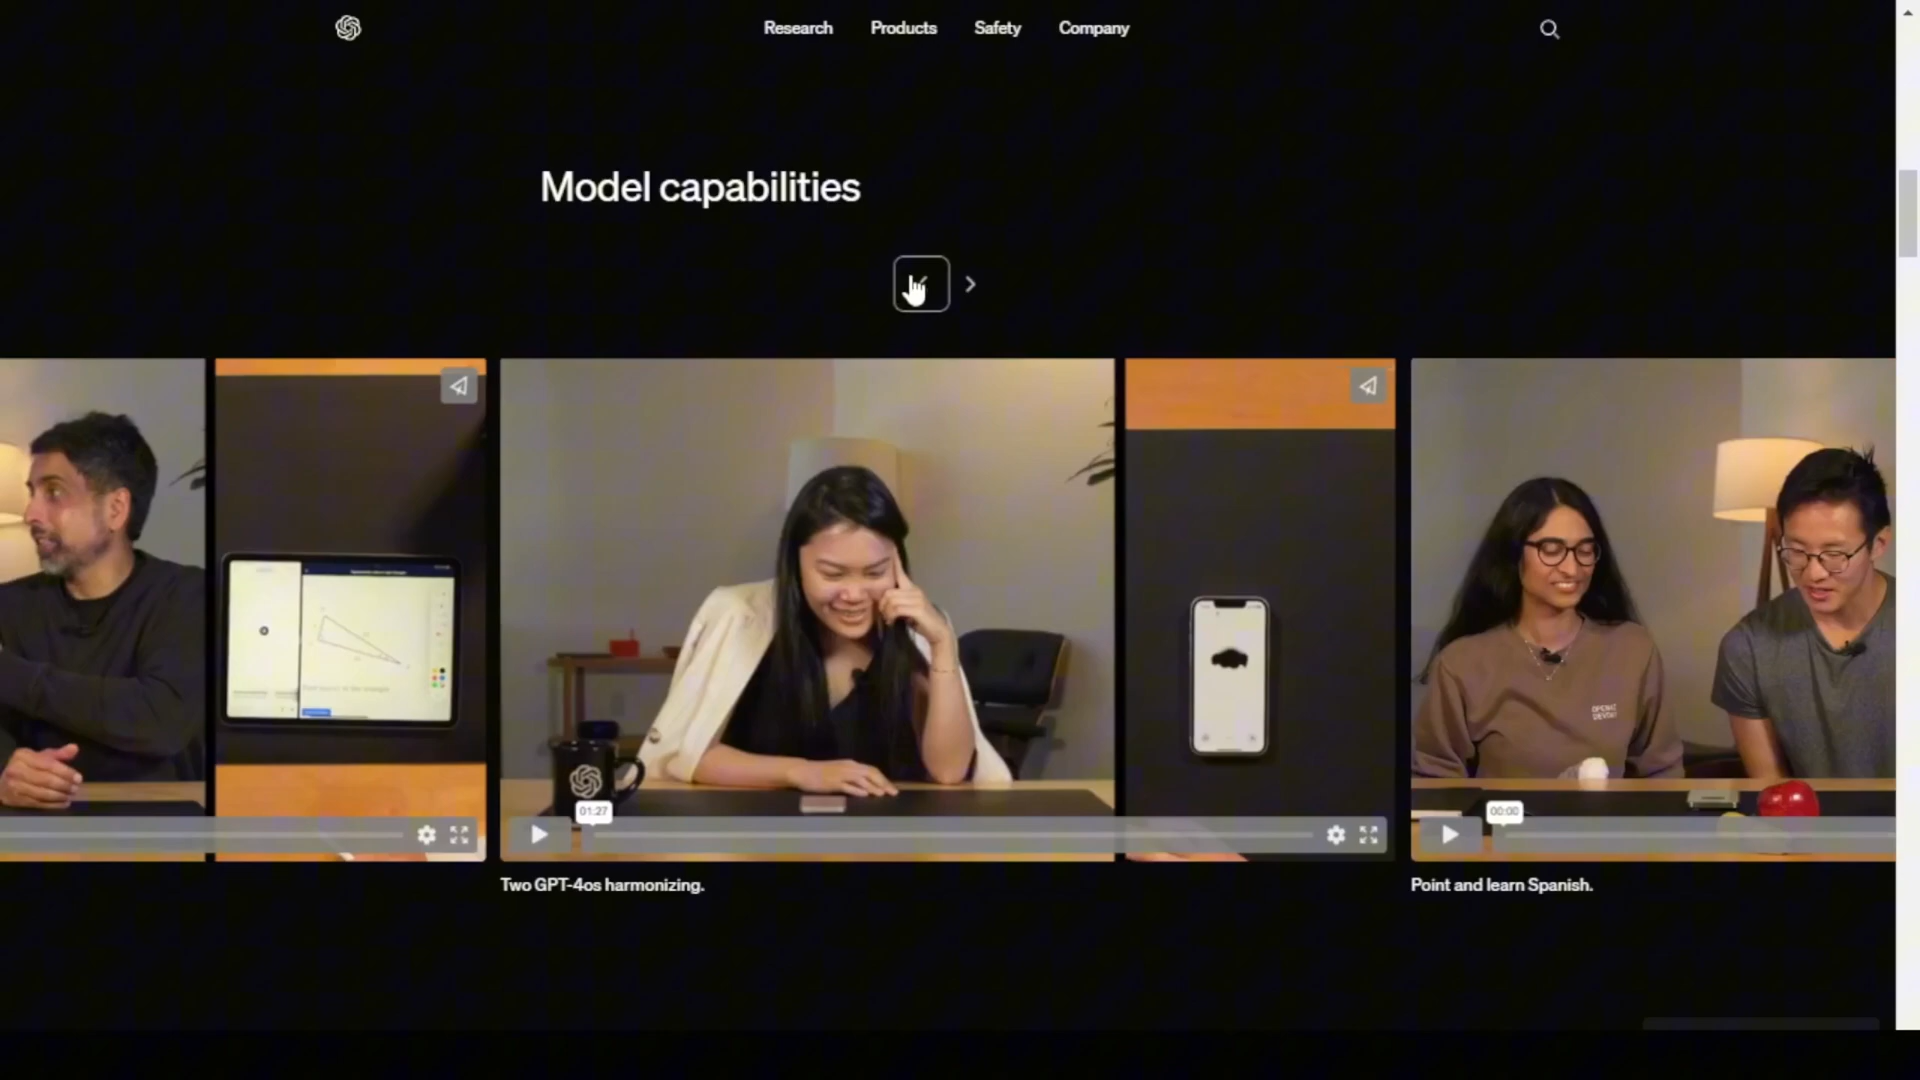 Research Products Safety Company
Model capabilities
01:27
00:00
Two GPT-4os harmonizing.
Point and learn Spanish.